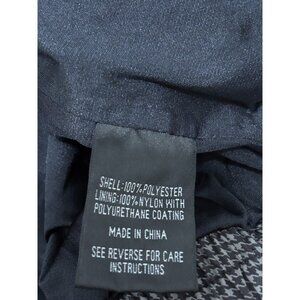 SHELL:100% POLYESTER
LINING:100% NYLON WITH
POLYURETHANE COATING
MADE IN CHINA
SEE REVERSE FOR CARE
INSTRUCTIONS